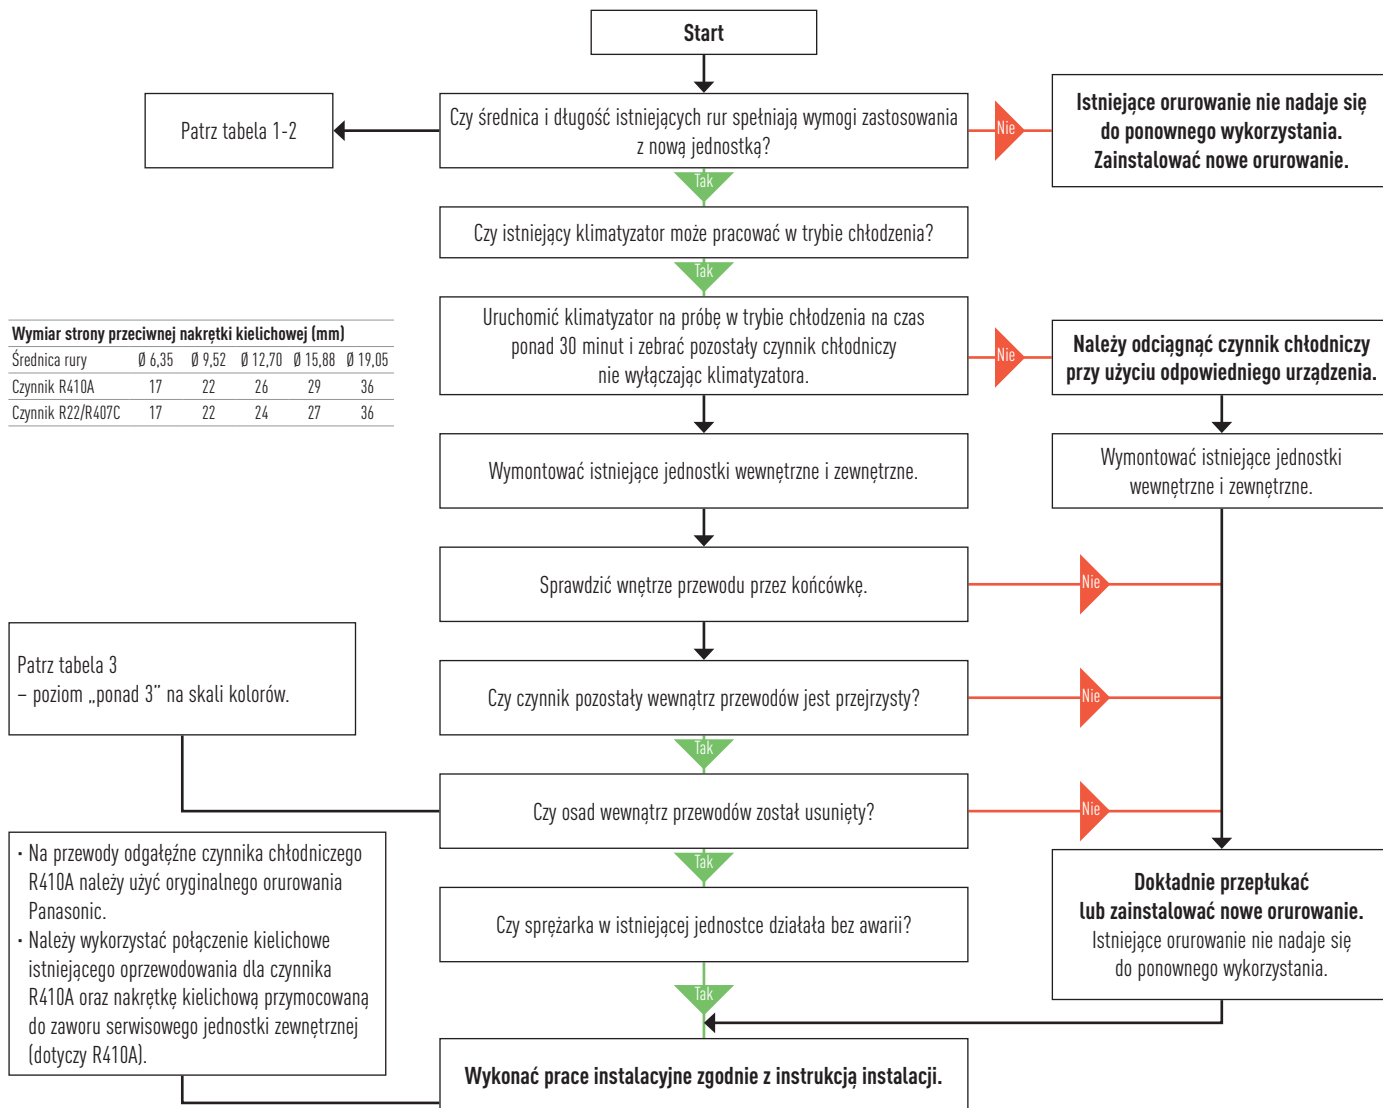 Start
Patrz tabela 1-2
Czy średnica i długość istniejących rur spełniają wymogi zastosowania
z nową jednostką?
Nie
Istniejące orurowanie nie nadaje się
do ponownego wykorzystania.
Zainstalować nowe orurowanie.
Tak
Czy istniejący klimatyzator może pracować w trybie chłodzenia?
Tak
Wymiar strony przeciwnej nakrętki kielichowej (mm)
Średnica rury Ø 6,35 Ø 9,52 Ø 12,70 Ø 15,88 Ø 19,05
Czynnik R410A 17 22 26 29 36
Czynnik R22/R407C 17 22 24 27 36
Uruchomić klimatyzator na próbę w trybie chłodzenia na czas
ponad 30 minut i zebrać pozostały czynnik chłodniczy
nie wyłączając klimatyzatora.
Nie
Należy odciągnąć czynnik chłodniczy
przy użyciu odpowiedniego urządzenia.
Wymontować istniejące jednostki wewnętrzne i zewnętrzne.
Wymontować istniejące jednostki
wewnętrzne i zewnętrzne.
Sprawdzić wnętrze przewodu przez końcówkę.
Nie
Patrz tabela 3
– poziom „ponad 3” na skali kolorów.
Czy czynnik pozostały wewnątrz przewodów jest przejrzysty?
Nie
Tak
Czy osad wewnątrz przewodów został usunięty?
Nie
Tak
· Na przewody odgałęźne czynnika chłodniczego
R410A należy użyć oryginalnego orurowania
Panasonic.
· Należy wykorzystać połączenie kielichowe
istniejącego oprzewodowania dla czynnika
R410A oraz nakrętkę kielichową przymocowaną
do zaworu serwisowego jednostki zewnętrznej
(dotyczy R410A).
Czy sprężarka w istniejącej jednostce działała bez awarii?
Dokładnie przepłukać
lub zainstalować nowe orurowanie.
Istniejące orurowanie nie nadaje się
do ponownego wykorzystania.
Tak
Wykonać prace instalacyjne zgodnie z instrukcją instalacji.